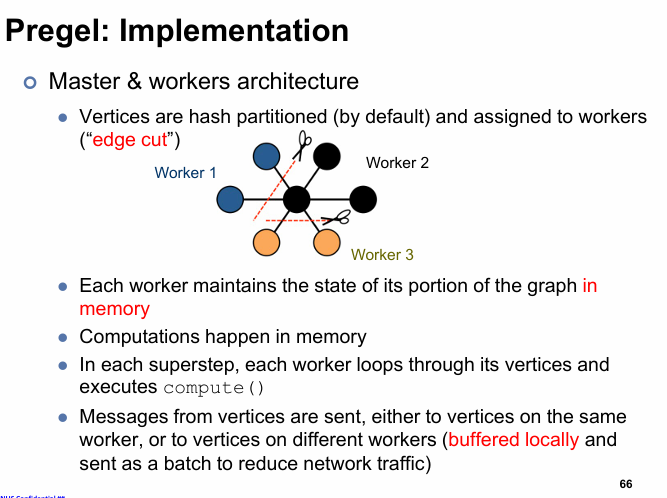 Pregel: Implementation
Master & workers architecture
Vertices are hash partitioned (by default) and assigned to workers
(“edge cut”)
Worker 1
Worker 2
Worker 3
Each worker maintains the state of its portion of the graph in
memory
Computations happen in memory
In each superstep, each worker loops through its vertices and
executes compute()
Messages from vertices are sent, either to vertices on the same
worker, or to vertices on different workers (buffered locally and
sent as a batch to reduce network traffic)
66